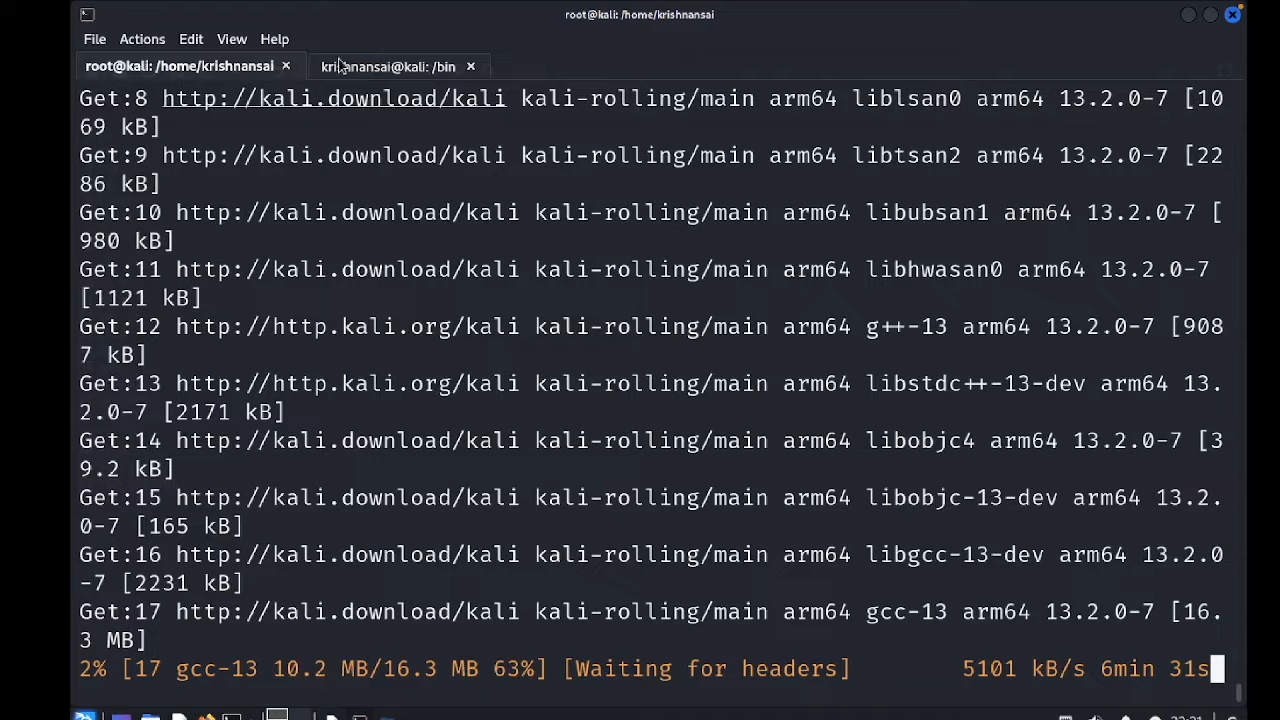 root@kali: /home/krishnansai
File Actions Edit View Help
root@kali: /home/krishnansai × krishnansai@kali: /bin ×
Get:8 http://kali.download/kali kali-rolling/main arm64 liblsan0 arm64 13.2.0-7 [10
69 kB]
Get:9 http://kali.download/kali kali-rolling/main arm64 libtsan2 arm64 13.2.0-7 [22
86 kB]
Get:10 http://kali.download/kali kali-rolling/main arm64 libubsan1 arm64 13.2.0-7 [
980 kB]
Get:11 http://kali.download/kali kali-rolling/main arm64 libhwasan0 arm64 13.2.0-7
[1121 kB]
Get:12 http://http.kali.org/kali kali-rolling/main arm64 g++-13 arm64 13.2.0-7 [908
7 kB]
Get:13 http://http.kali.org/kali kali-rolling/main arm64 libstdc++-13-dev arm64 13.
2.0-7 [2171 kB]
Get:14 http://kali.download/kali kali-rolling/main arm64 libobjc4 arm64 13.2.0-7 [3
9.2 kB]
Get:15 http://kali.download/kali kali-rolling/main arm64 libobjc-13-dev arm64 13.2.
0-7 [165 kB]
Get:16 http://kali.download/kali kali-rolling/main arm64 libgcc-13-dev arm64 13.2.0
-7 [2231 kB]
Get:17 http://kali.download/kali kali-rolling/main arm64 gcc-13 arm64 13.2.0-7 [16.
3 MB]
2% [17 gcc-13 10.2 MB/16.3 MB 63%] [Waiting for headers] 5101 kB/s 6min 31s